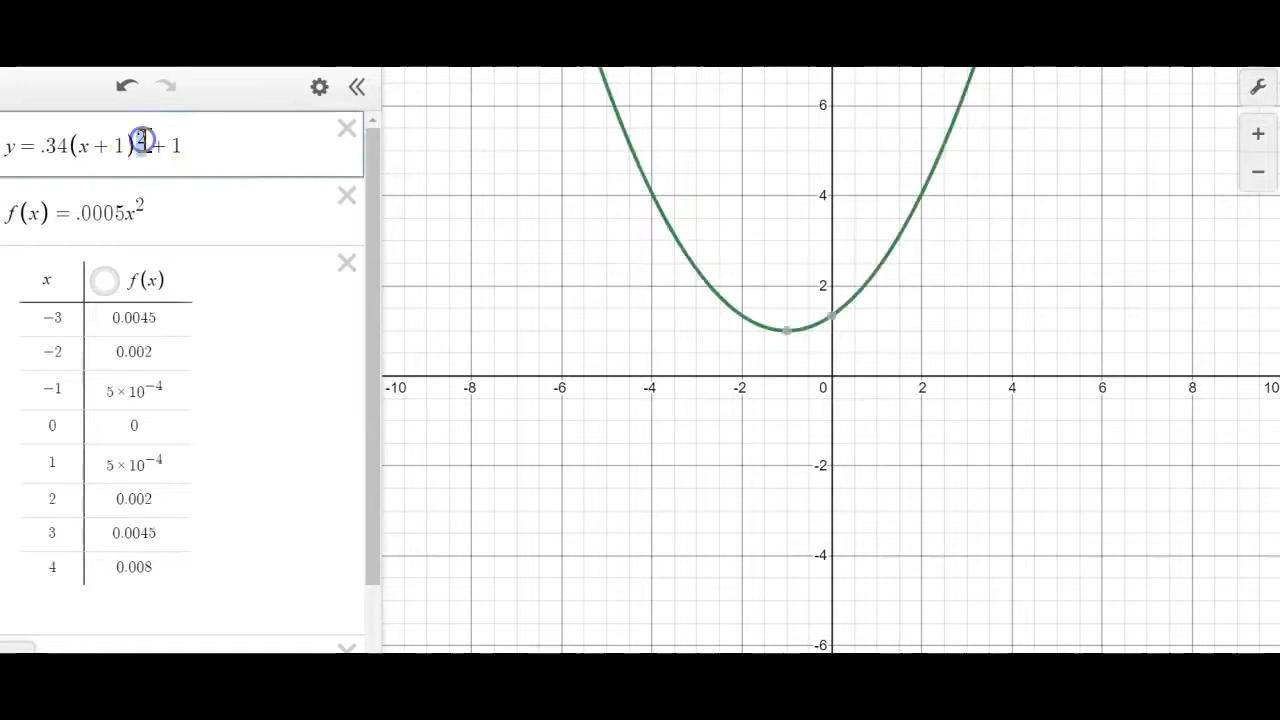 y = .34(x + 1)² + 1
f(x) = .0005x²
x f(x)
−3 0.0045
−2 0.002
−1 5 × 10⁻⁴
0 0
1 5 × 10⁻⁴
2 0.002
3 0.0045
4 0.008
6
4
2
-10 -8 -6 -4 -2 0 2 4 6 8 10
-2
-4
-6